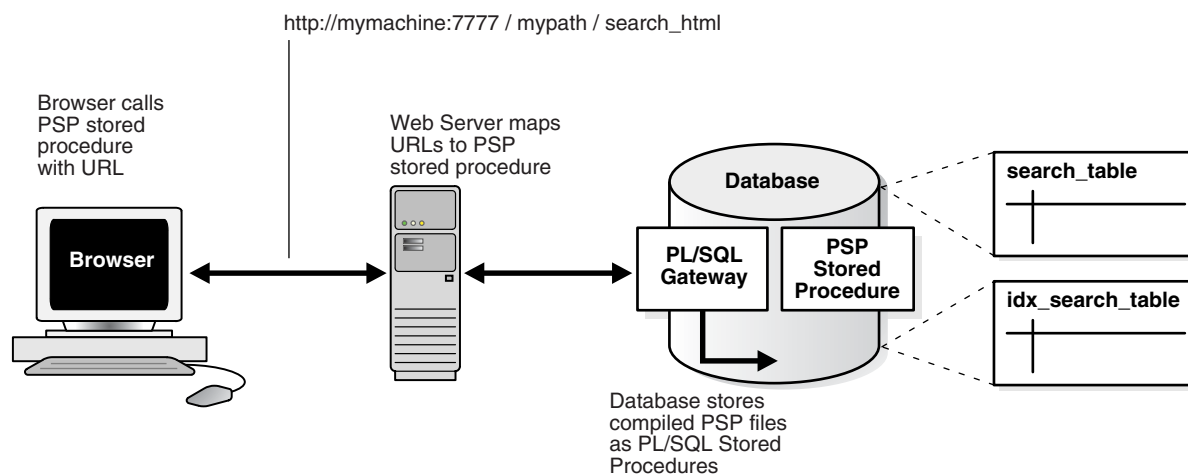 http://mymachine:7777 / mypath / search_html
Browser calls
PSP stored
procedure
with URL
Web Server maps
URLs to PSP
stored procedure
Browser
Database
PL/SQL
Gateway
PSP
Stored
Procedure
search_table
idx_search_table
Database stores
compiled PSP files
as PL/SQL Stored
Procedures